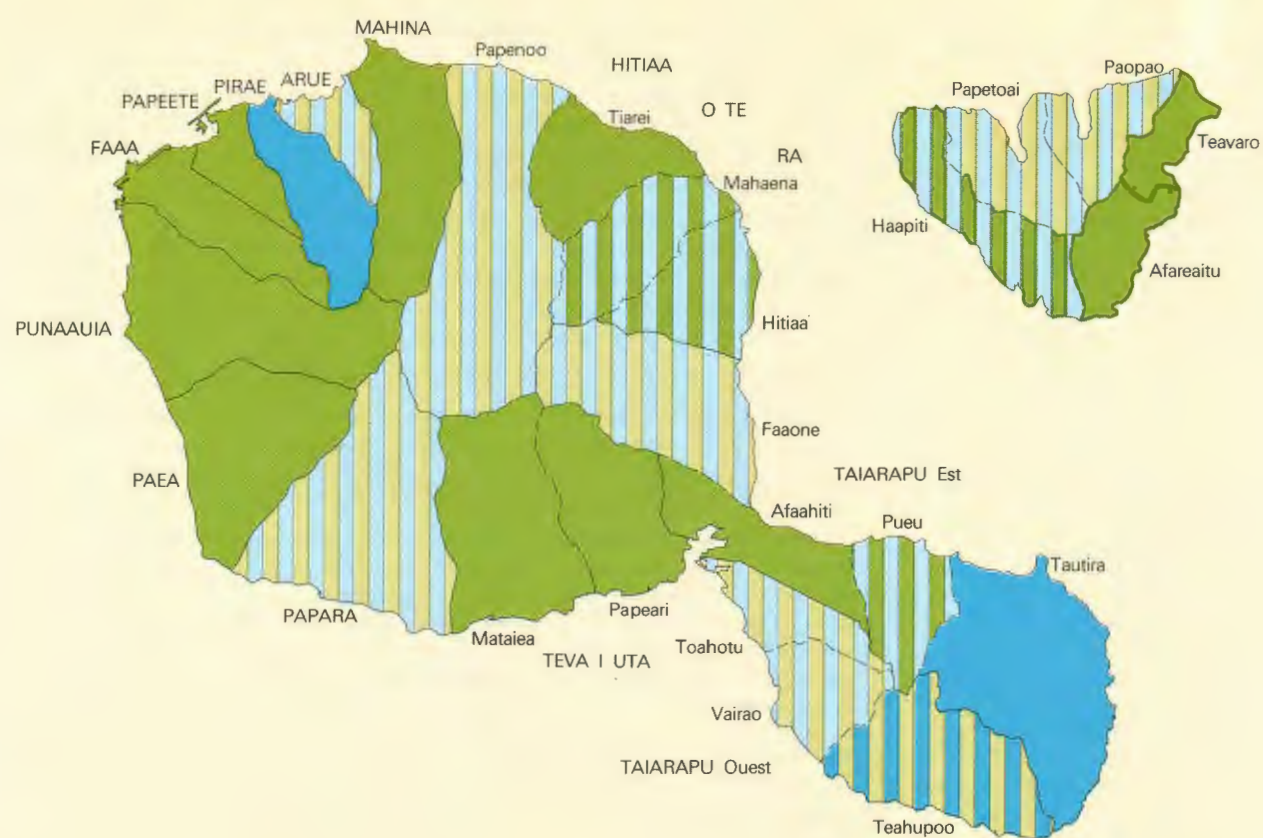 MAHINA
Papenoo
HITIAA
PIRAE
ARUE
PAPEETE
O TE
Tiarei
FAAA
RA
Mahaena
PUNAAUIA
Hitiaa
Faaone
PAEA
TAIARAPU Est
Afaahiti
Pueu
Tautira
PAPARA
Papeari
Mataiea
TEVA I UTA
Toahotu
Vairao
TAIARAPU Ouest
Teahupoo
Paopao
Papetoai
Teavaro
Haapiti
Afareaitu